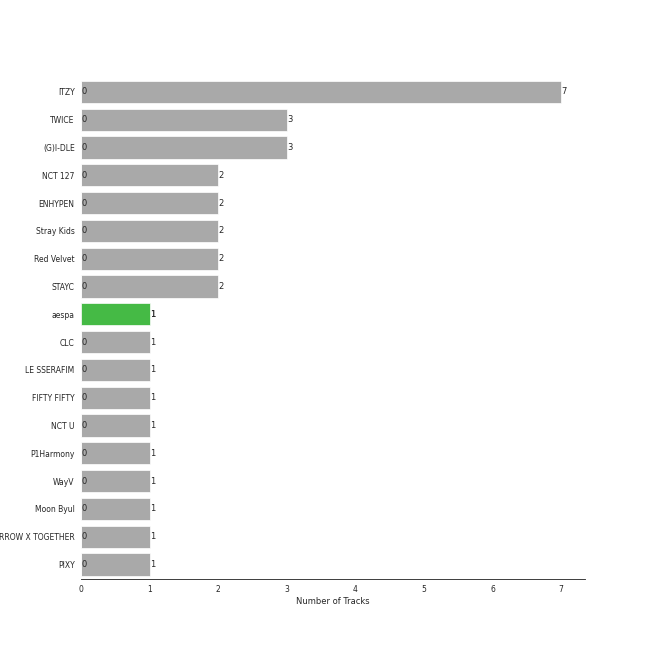 ITZY 0 7
TWICE 0 3
(G)I-DLE 0 3
NCT 127 0 2
ENHYPEN 0 2
Stray Kids 0 2
Red Velvet 0 2
STAYC 0 2
aespa 1
CLC 0 1
LE SSERAFIM 0 1
FIFTY FIFTY 0 1
NCT U 0 1
P1Harmony 0 1
WayV 0 1
Moon Byul 0 1
RROW X TOGETHER 0 1
PIXY 0 1
0 1 2 3 4 5 6 7
Number of Tracks